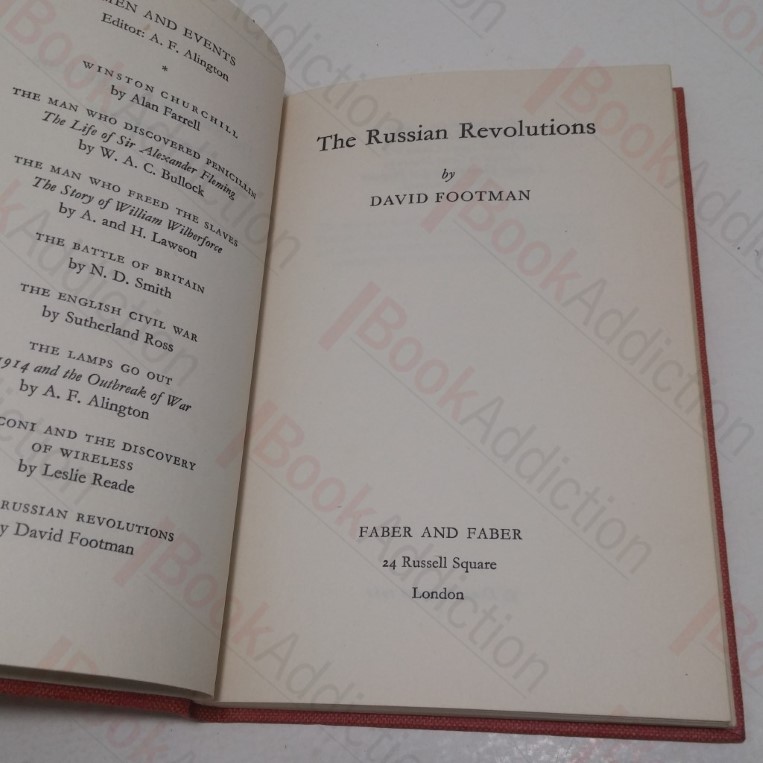 MEN AND EVENTS
Editor: A. F. Alington
*
WINSTON CHURCHILL
by Alan Farrell
THE MAN WHO DISCOVERED PENICILLIN
The Life of Sir Alexander Fleming
by W. A. C. Bullock
THE MAN WHO FREED THE SLAVES
The Story of William Wilberforce
by A. and H. Lawson
THE BATTLE OF BRITAIN
by N. D. Smith
THE ENGLISH CIVIL WAR
by Sutherland Ross
THE LAMPS GO OUT
1914 and the Outbreak of War
by A. F. Alington
CONI AND THE DISCOVERY
OF WIRELESS
by Leslie Reade
RUSSIAN REVOLUTIONS
y David Footman
The Russian Revolutions
by
DAVID FOOTMAN
FABER AND FABER
24 Russell Square
London
BookAddiction